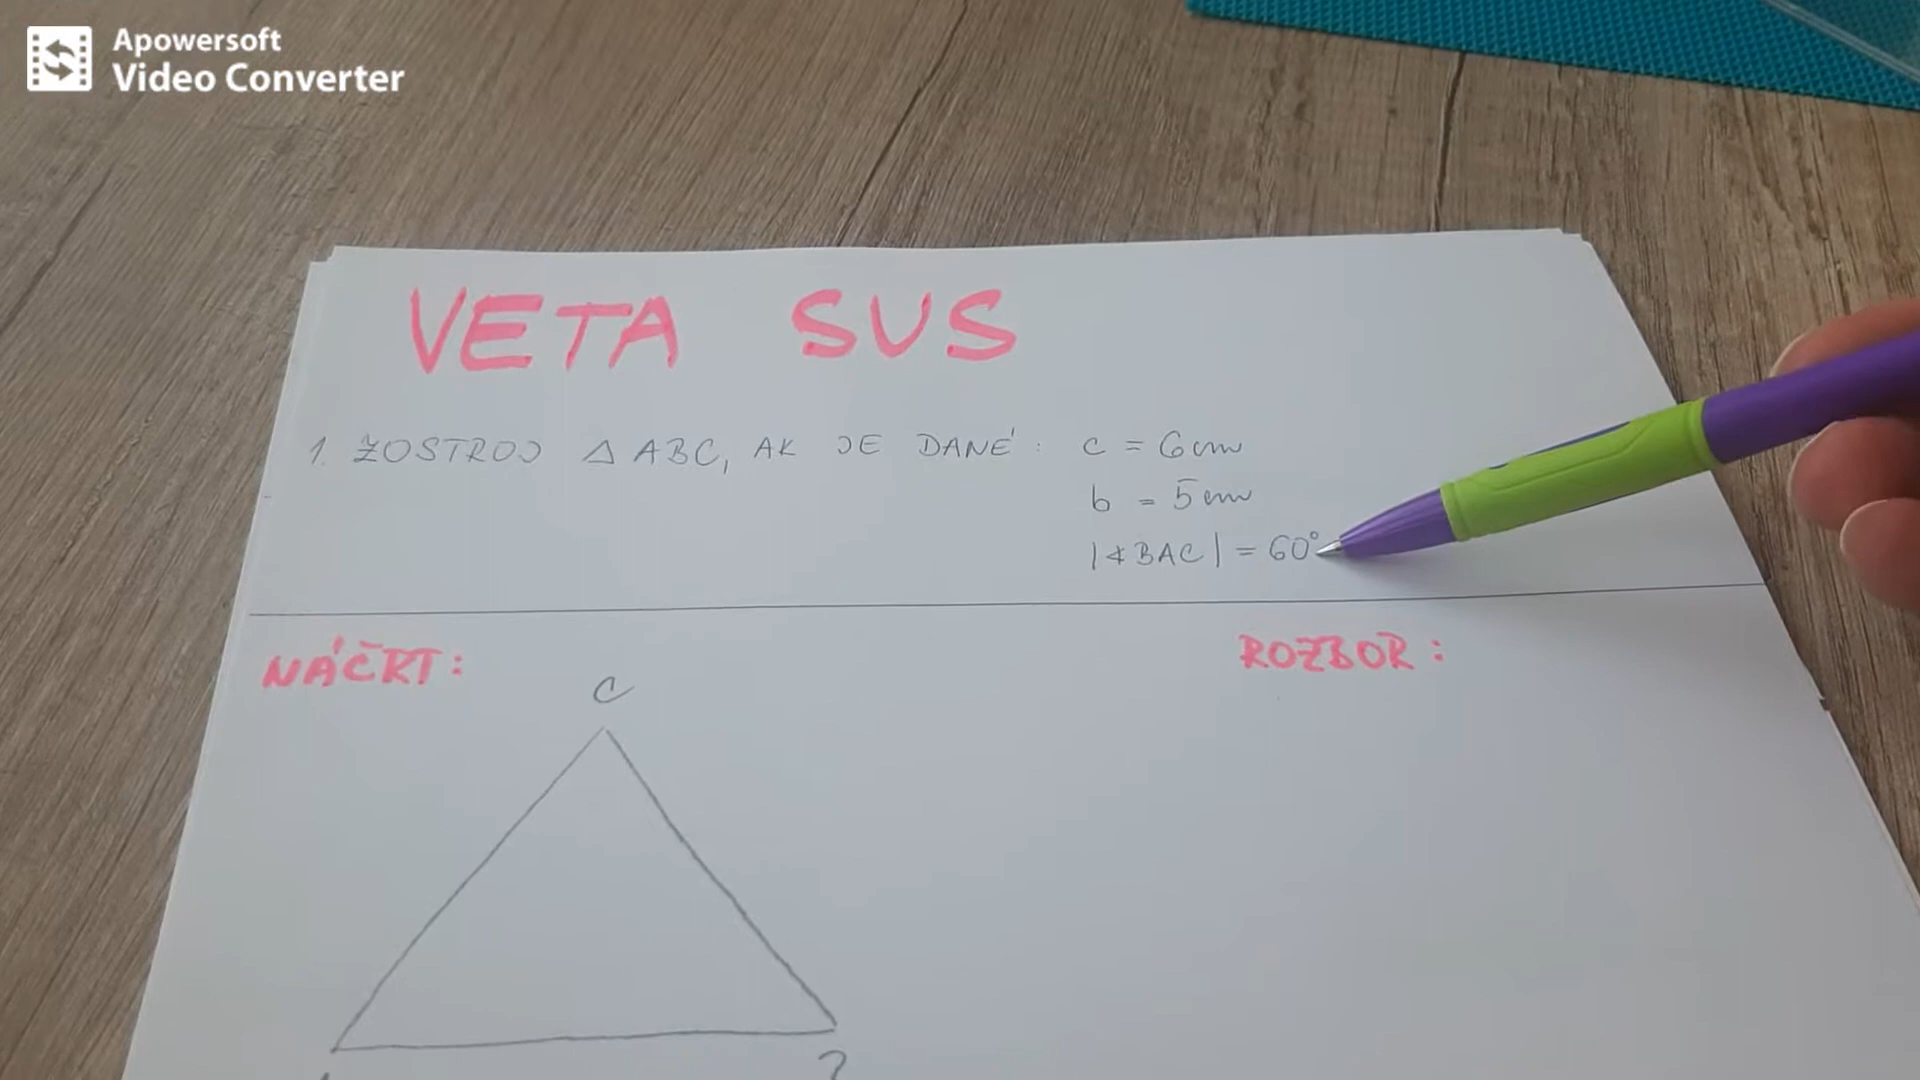 Apowersoft
Video Converter
VETA SUS
1. ZOSTROJ △ ABC, AK JE DANÉ: c = 6cm
b = 5cm
|∢BAC| = 60°
NÁČRT:
ROZBOR:
C